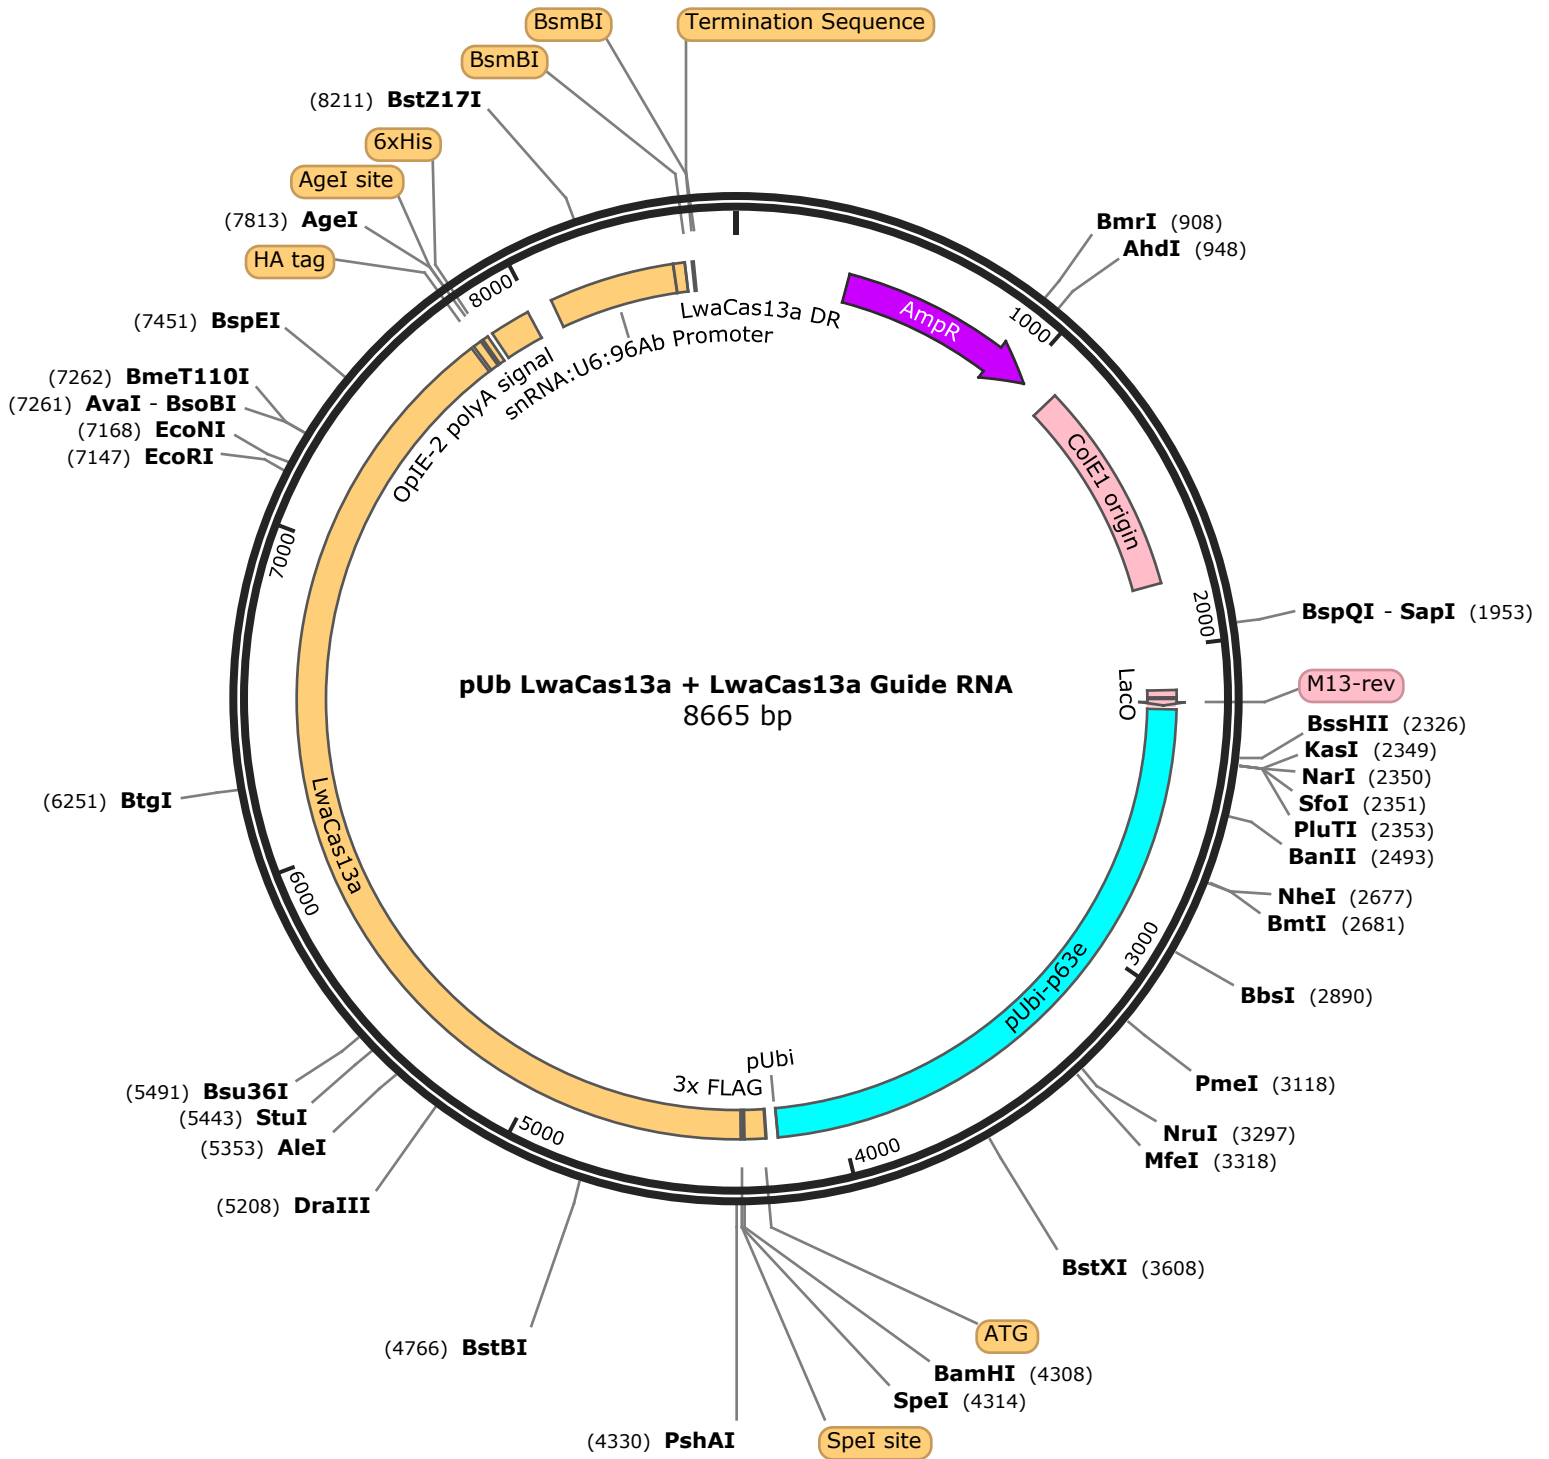 BsmBI
Termination Sequence
BsmBI
(8211) BstZ17I
6xHis
AgeI site
(7813) AgeI
HA tag
(7451) BspEI
(7262) BmeT110I
(7261) AvaI - BsoBI
(7168) EcoNI
(7147) EcoRI
(6251) BtgI
(5491) Bsu36I
(5443) StuI
(5353) AleI
(5208) DraIII
(4766) BstBI
(4330) PshAI
BmrI (908)
AhdI (948)
BspQI - SapI (1953)
M13-rev
BssHII (2326)
KasI (2349)
NarI (2350)
SfoI (2351)
PluTI (2353)
BanII (2493)
NheI (2677)
BmtI (2681)
BbsI (2890)
PmeI (3118)
NruI (3297)
MfeI (3318)
BstXI (3608)
ATG
BamHI (4308)
SpeI (4314)
SpeI site
1000
2000
3000
4000
5000
6000
7000
8000
AmpR
ColE1 origin
LacO
pUbi-p63e
pUbi
3x FLAG
LwaCas13a
OpIE-2 polyA signal
snRNA:U6:96Ab Promoter
LwaCas13a DR
pUb LwaCas13a + LwaCas13a Guide RNA
8665 bp